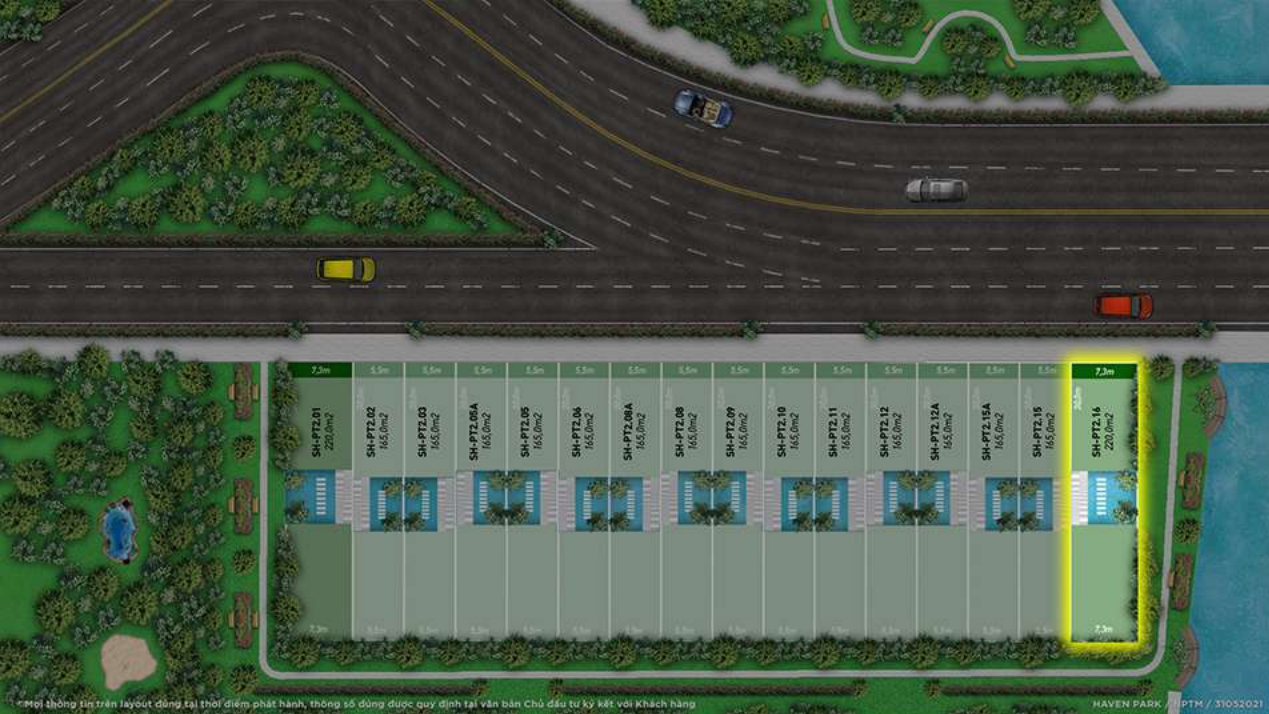 7,3m
5,5m
5,5m
5,5m
5,5m
5,5m
5,5m
5,5m
5,5m
5,5m
5,5m
5,5m
5,5m
5,5m
5,5m
7,3m
30,0m
SH-PT2.01
220,0m2
SH-PT2.02
165,0m2
SH-PT2.03
165,0m2
SH-PT2.05A
165,0m2
SH-PT2.05
165,0m2
SH-PT2.06
165,0m2
SH-PT2.08A
165,0m2
SH-PT2.08
165,0m2
SH-PT2.09
165,0m2
SH-PT2.10
165,0m2
SH-PT2.11
165,0m2
SH-PT2.12
165,0m2
SH-PT2.12A
165,0m2
SH-PT2.15A
165,0m2
SH-PT2.15
165,0m2
SH-PT2.16
220,0m2
7,3m
7,3m
*Mọi thông tin trên layout đúng tại thời điểm phát hành, thông số đúng được quy định tại văn bản Chủ đầu tư ký kết với Khách hàng
HAVEN PARK / NPTM / 31052021